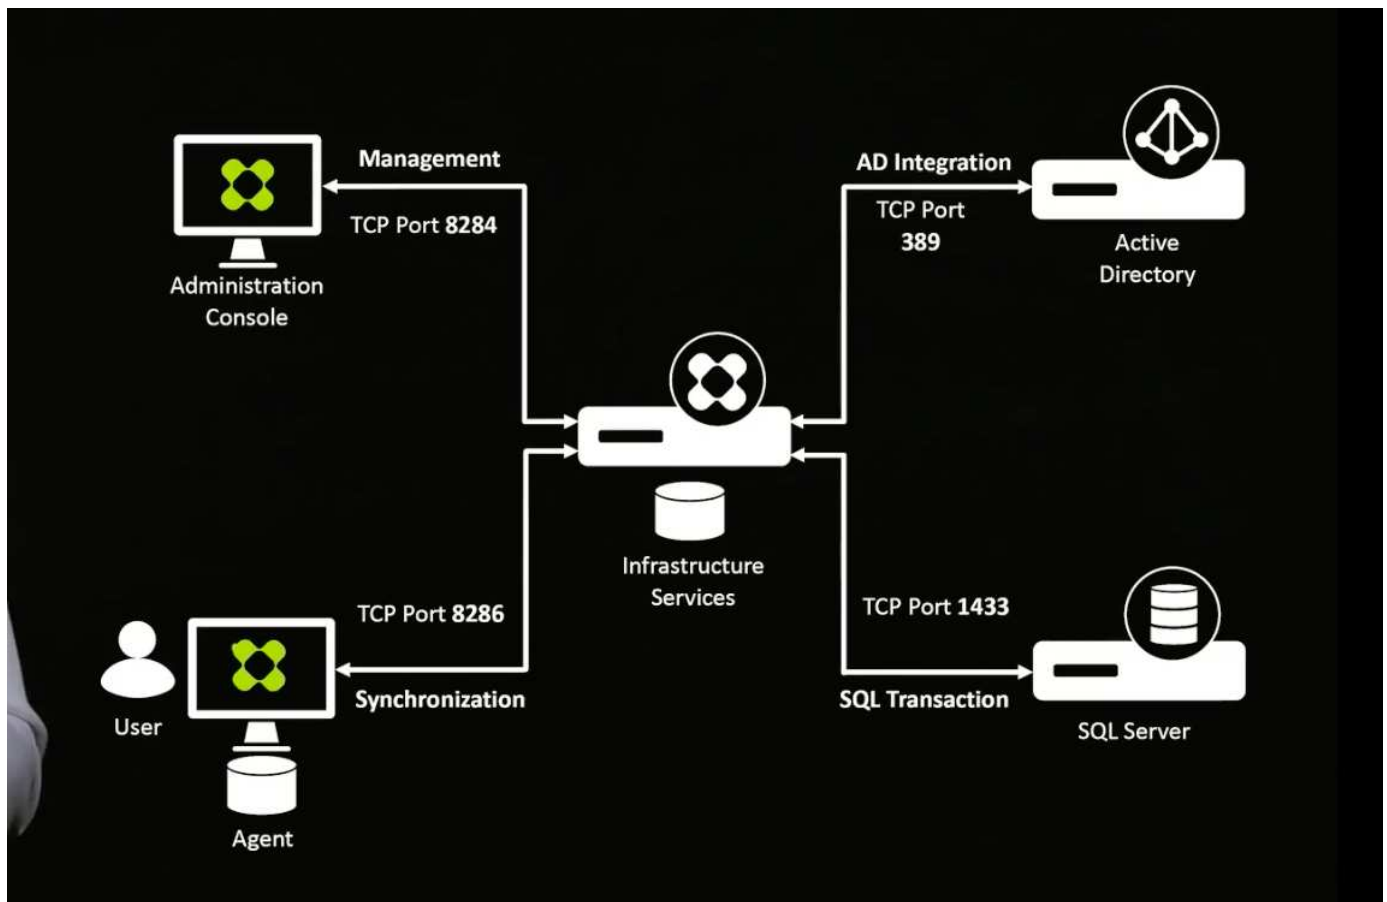 Management
TCP Port 8284
Administration
Console
AD Integration
TCP Port
389
Active
Directory
Infrastructure
Services
TCP Port 8286
Synchronization
User
Agent
TCP Port 1433
SQL Transaction
SQL Server